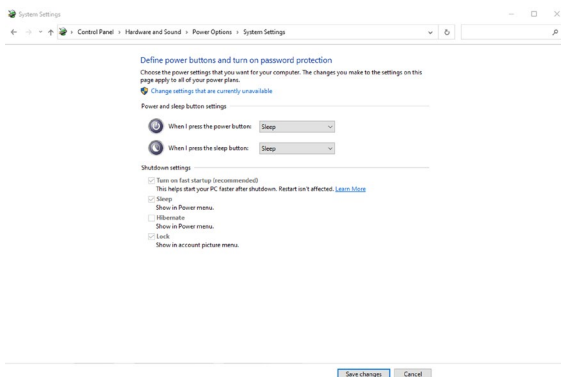 System Settings
Control Panel > Hardware and Sound > Power Options > System Settings
Define power buttons and turn on password protection
Choose the power settings that you want for your computer. The changes you make to the settings on this
page apply to all of your power plans.
Change settings that are currently unavailable
Power and sleep button settings
When I press the power button: Sleep
When I press the sleep button: Sleep
Shutdown settings
Turn on fast startup (recommended)
This helps start your PC faster after shutdown. Restart isn't affected. Learn More
Sleep
Show in Power menu.
Hibernate
Show in Power menu.
Lock
Show in account picture menu.
Save changes Cancel